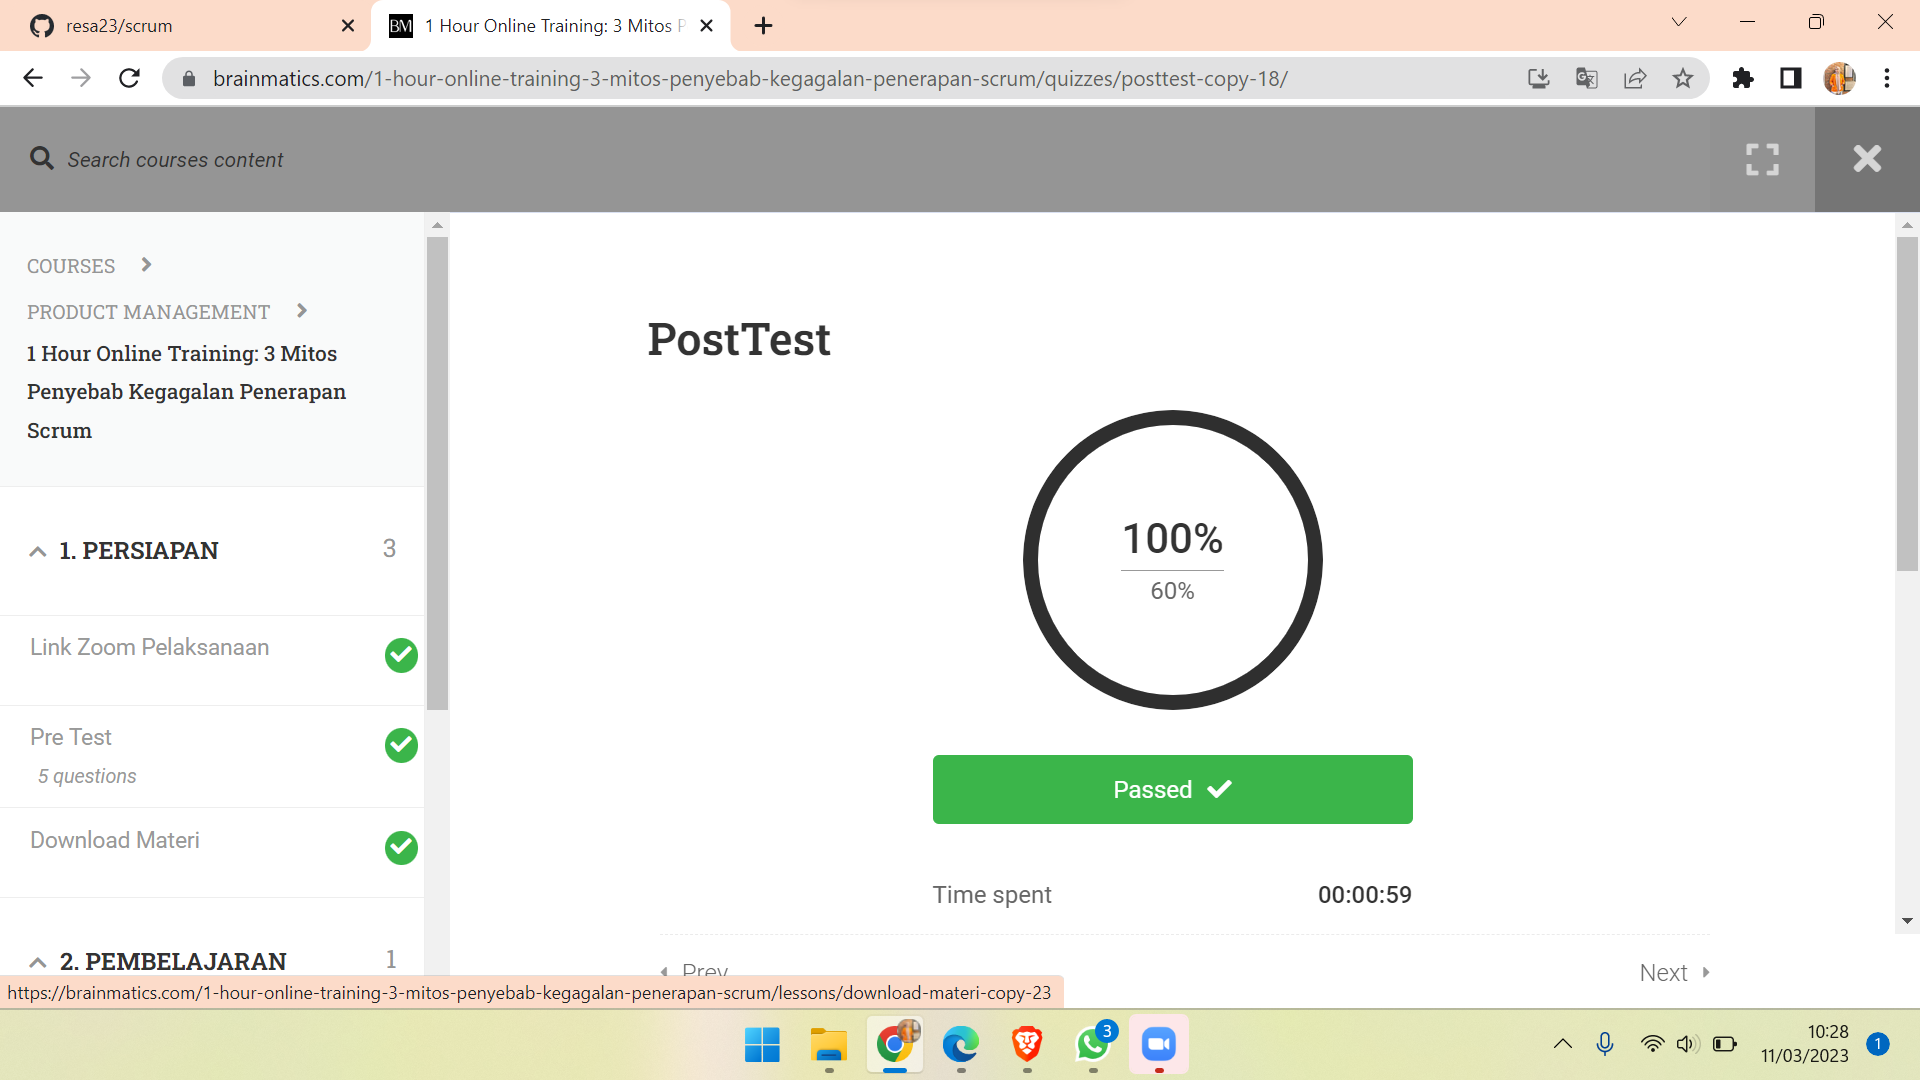 resa23/scrum
BM 1 Hour Online Training: 3 Mitos P
brainmatics.com/1-hour-online-training-3-mitos-penyebab-kegagalan-penerapan-scrum/quizzes/posttest-copy-18/
Search courses content
COURSES
PRODUCT MANAGEMENT
1 Hour Online Training: 3 Mitos
Penyebab Kegagalan Penerapan
Scrum
1. PERSIAPAN 3
Link Zoom Pelaksanaan
Pre Test
5 questions
Download Materi
2. PEMBELAJARAN 1
PostTest
100%
60%
Passed
Time spent 00:00:59
Prev
Next
https://brainmatics.com/1-hour-online-training-3-mitos-penyebab-kegagalan-penerapan-scrum/lessons/download-materi-copy-23
3
10:28
11/03/2023
1